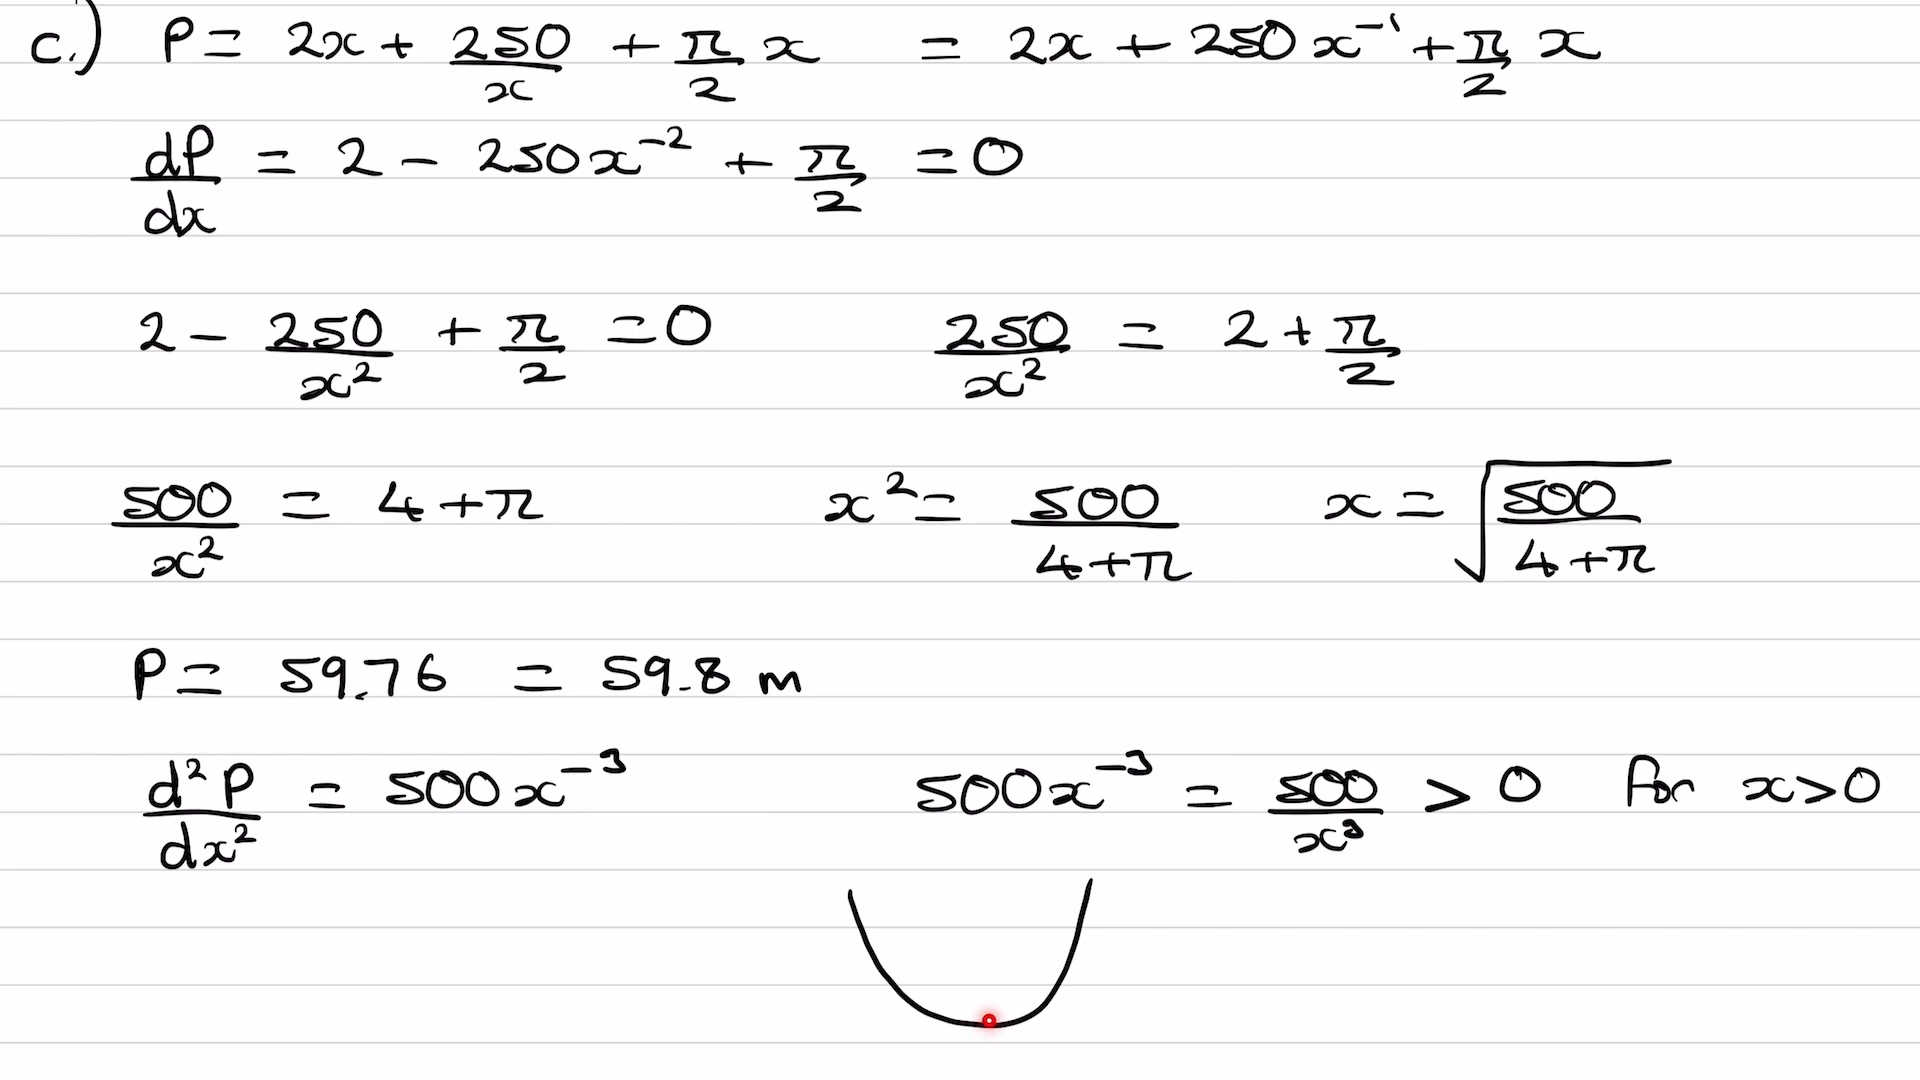 c.) P = 2x + 250/x + π/2 x = 2x + 250x⁻¹ + π/2 x
dP/dx = 2 - 250x⁻² + π/2 = 0
2 - 250/x² + π/2 = 0    250/x² = 2 + π/2
500/x² = 4 + π    x² = 500/(4 + π)    x = √(500/(4 + π))
P = 59.76 = 59.8 m
d²P/dx² = 500x⁻³    500x⁻³ = 500/x³ > 0 for x > 0